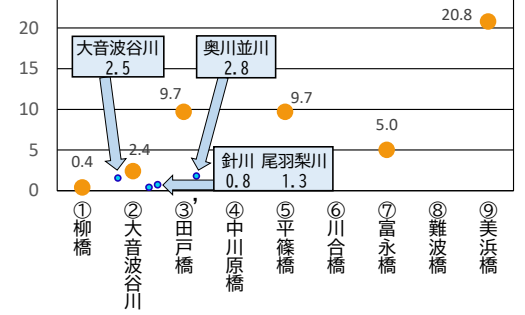 20.8
20
大音波谷川
2.5
奥川並川
2.8
15
9.7
9.7
10
5.0
5
0.4
2.4
針川 尾羽梨川
0.8 1.3
0
①柳橋
②大音波谷川
③’田戸橋
④中川原橋
⑤平篠橋
⑥川合橋
⑦富永橋
⑧難波橋
⑨美浜橋